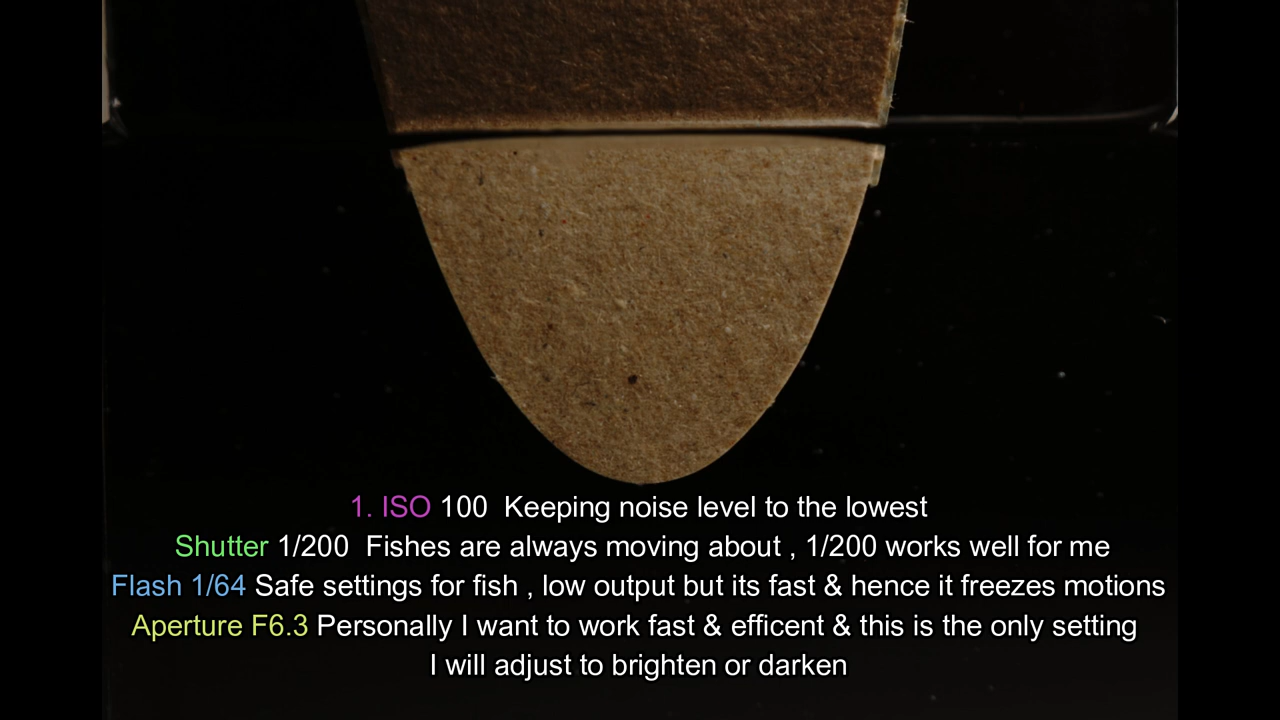 1. ISO 100  Keeping noise level to the lowest
Shutter 1/200  Fishes are always moving about , 1/200 works well for me
Flash 1/64 Safe settings for fish , low output but its fast & hence it freezes motions
Aperture F6.3 Personally I want to work fast & efficent & this is the only setting
I will adjust to brighten or darken